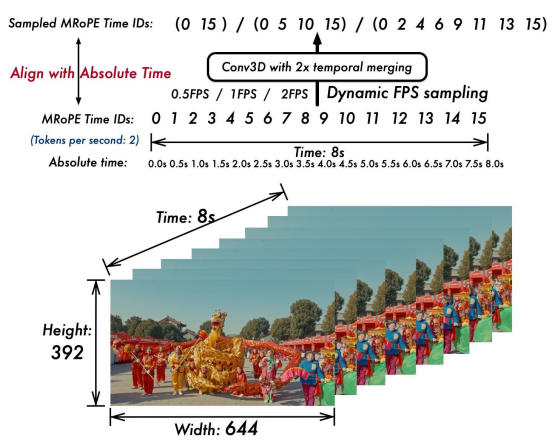 Sampled MRoPE Time IDs: (0 15 ) / (0 5 10 15) / (0 2 4 6 9 11 13 15)
Align with Absolute Time
Conv3D with 2x temporal merging
0.5FPS / 1FPS / 2FPS Dynamic FPS sampling
MRoPE Time IDs: 0 1 2 3 4 5 6 7 8 9 10 11 12 13 14 15
(Tokens per second: 2)
Time: 8s
Absolute time: 0.0s 0.5s 1.0s 1.5s 2.0s 2.5s 3.0s 3.5s 4.0s 4.5s 5.0s 5.5s 6.0s 6.5s 7.0s 7.5s 8.0s
Time: 8s
Height:
392
Width: 644